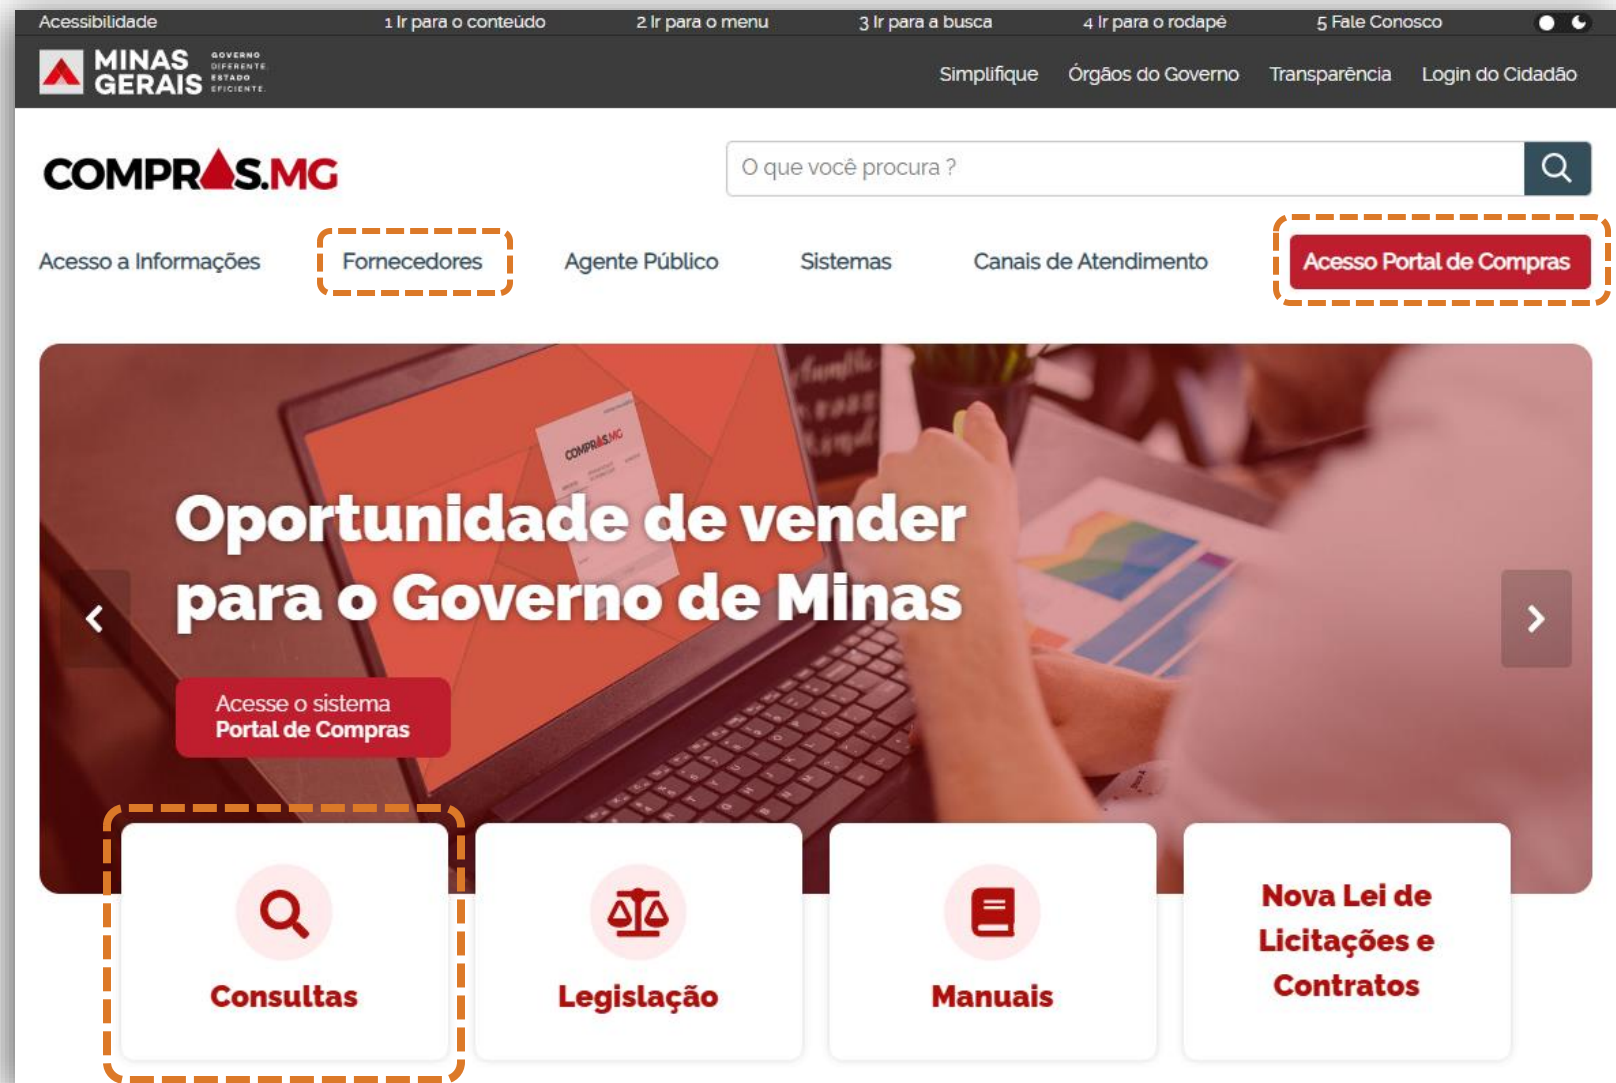 Acessibilidade 1 Ir para o conteúdo 2 Ir para o menu 3 Ir para a busca 4 Ir para o rodapé 5 Fale Conosco
MINAS GERAIS
GOVERNO
DIFERENTE.
ESTADO
EFICIENTE.
Simplifique Órgãos do Governo Transparência Login do Cidadão
COMPRAS.MG
O que você procura ?
Acesso a Informações Fornecedores Agente Público Sistemas Canais de Atendimento Acesso Portal de Compras
COMPRAS.MG
Oportunidade de vender
para o Governo de Minas
Acesse o sistema
Portal de Compras
Consultas
Legislação
Manuais
Nova Lei de
Licitações e
Contratos